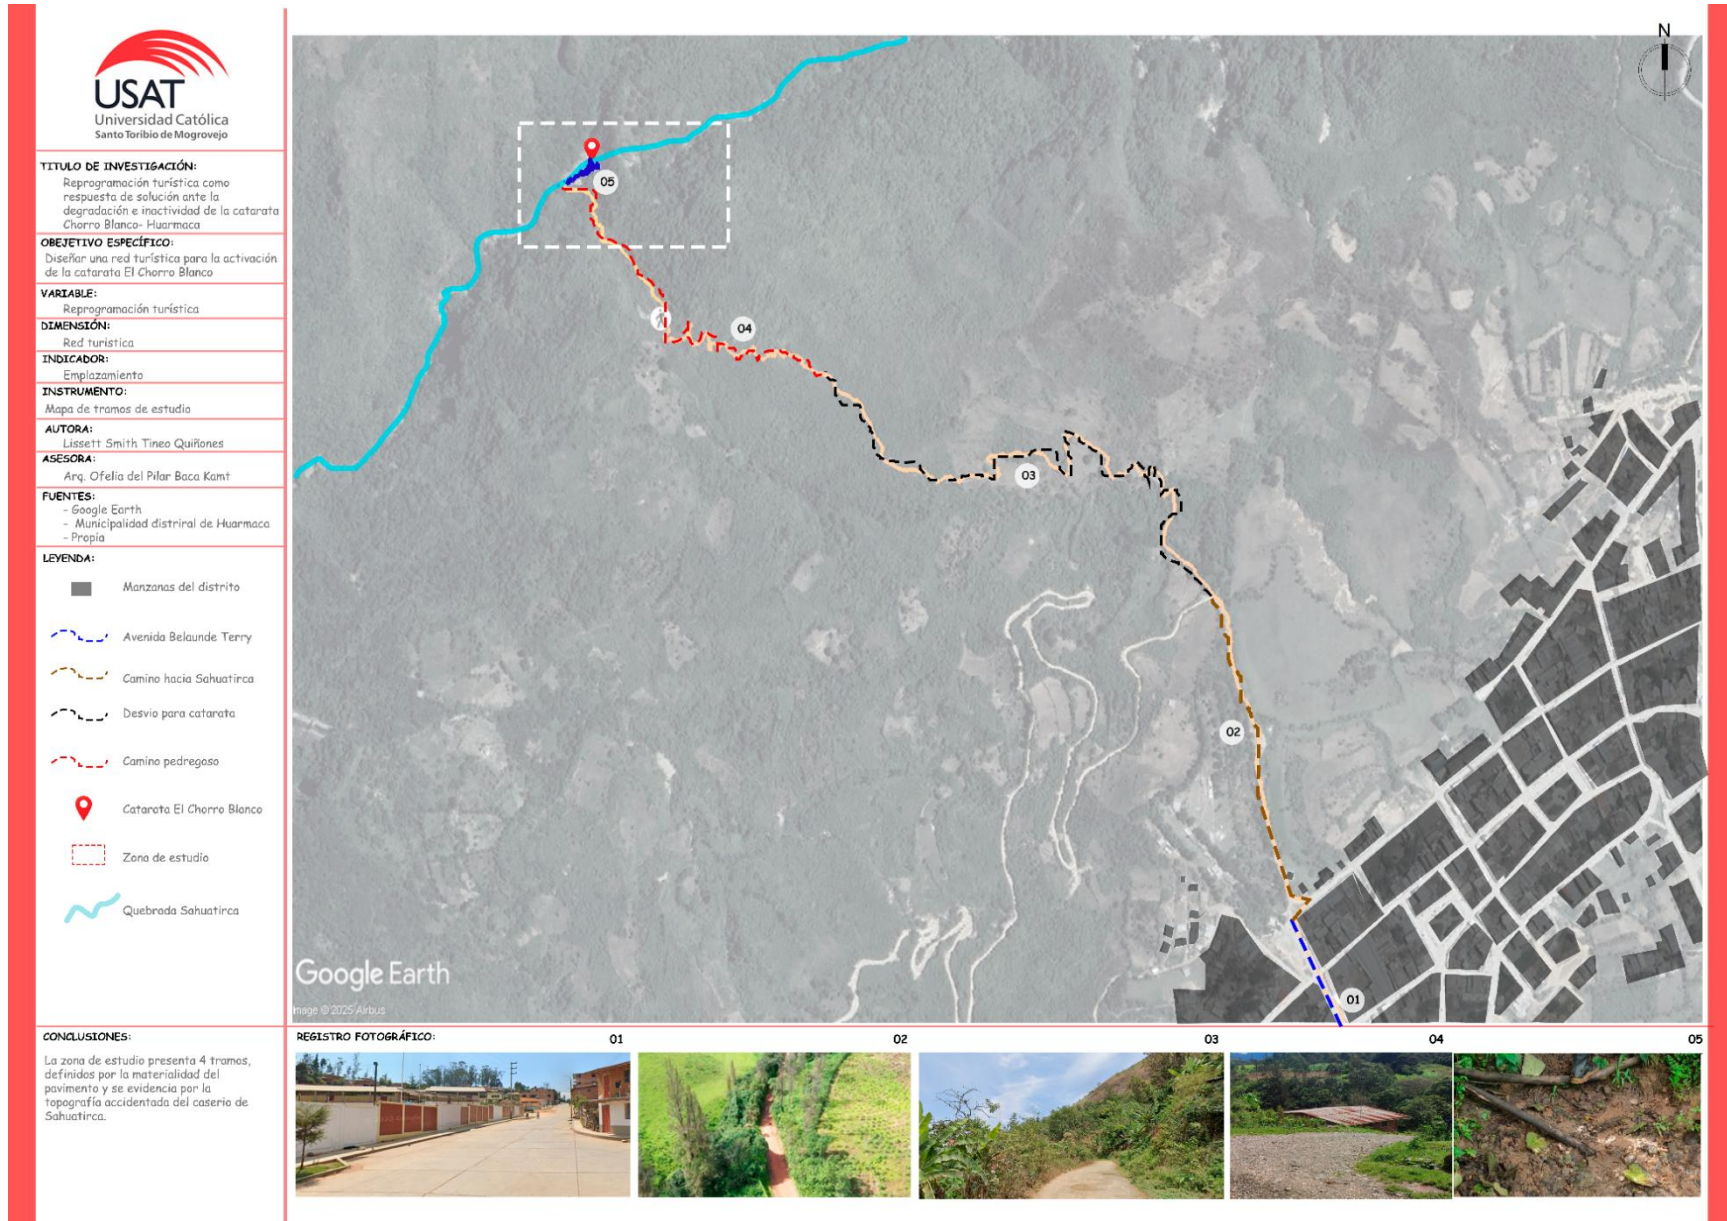 USAT
Universidad Católica
Santo Toribio de Mogrovejo
TITULO DE INVESTIGACIÓN:
Reprogramación turística como
respuesta de solución ante la
degradación e inactividad de la catarata
Chorro Blanco- Huarmaca
OBEJETIVO ESPECÍFICO:
Diseñar una red turística para la activación
de la catarata El Chorro Blanco
VARIABLE:
Reprogramación turística
DIMENSIÓN:
Red turistica
INDICADOR:
Emplazamiento
INSTRUMENTO:
Mapa de tramos de estudio
AUTORA:
Lissett Smith Tineo Quiñones
ASESORA:
Arq. Ofelia del Pilar Baca Kamt
FUENTES:
- Google Earth
- Municipalidad distriral de Huarmaca
- Propia
LEYENDA:
Manzanas del distrito
Avenida Belaunde Terry
Camino hacia Sahuatirca
Desvio para catarata
Camino pedregoso
Catarata El Chorro Blanco
Zona de estudio
Quebrada Sahuatirca
CONCLUSIONES:
La zona de estudio presenta 4 tramos,
definidos por la materialidad del
pavimento y se evidencia por la
topografía accidentada del caserio de
Sahuatirca.
N
05
04
03
02
01
Google Earth
Image © 2025 Airbus
REGISTRO FOTOGRÁFICO:
01
02
03
04
05